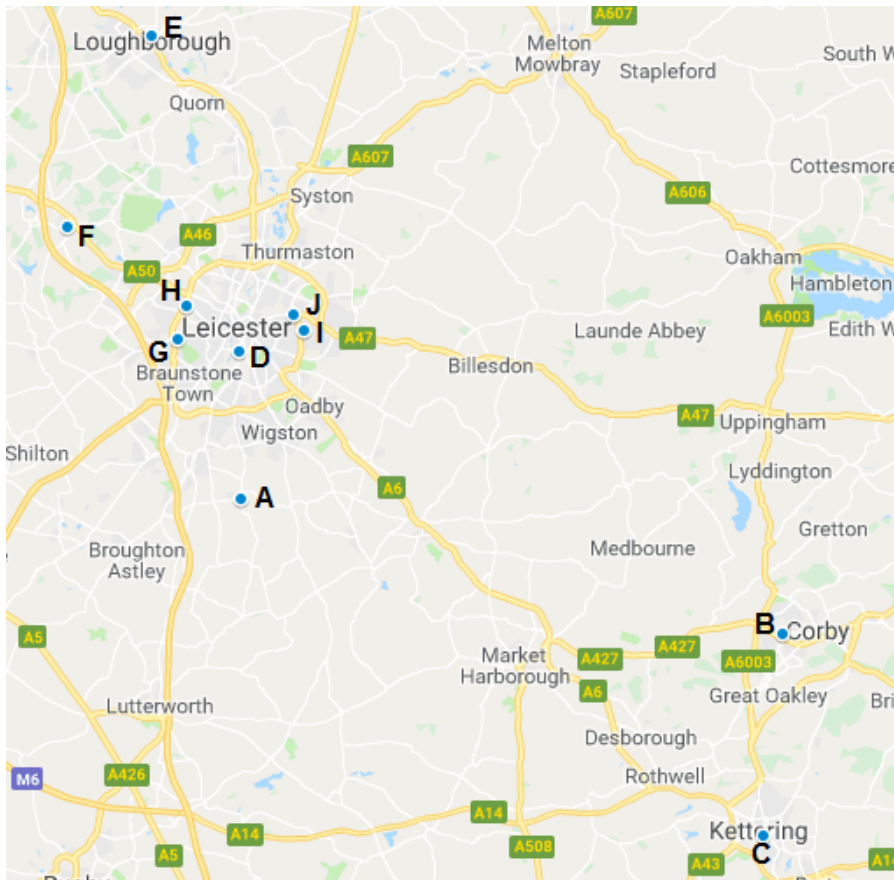 A607
E
Loughborough
Melton
Mowbray
South W
Stapleford
Quorn
A607
Cottesmore
Syston
A606
F
A46
Thurmaston
Oakham
A50
Hambleton
H
J
A6003
Leicester
I
Launde Abbey
Edith W
G
D
A47
Braunstone
Town
Billesdon
Oadby
A47
Uppingham
Wigston
Shilton
Lyddington
A6
A
Gretton
Broughton
Astley
Medbourne
B
Corby
A5
A427
A427
A6003
Market
Harborough
A6
Great Oakley
Bri
Lutterworth
Desborough
M6
A426
Rothwell
A14
A14
Kettering
A508
C
A5
A43
A14